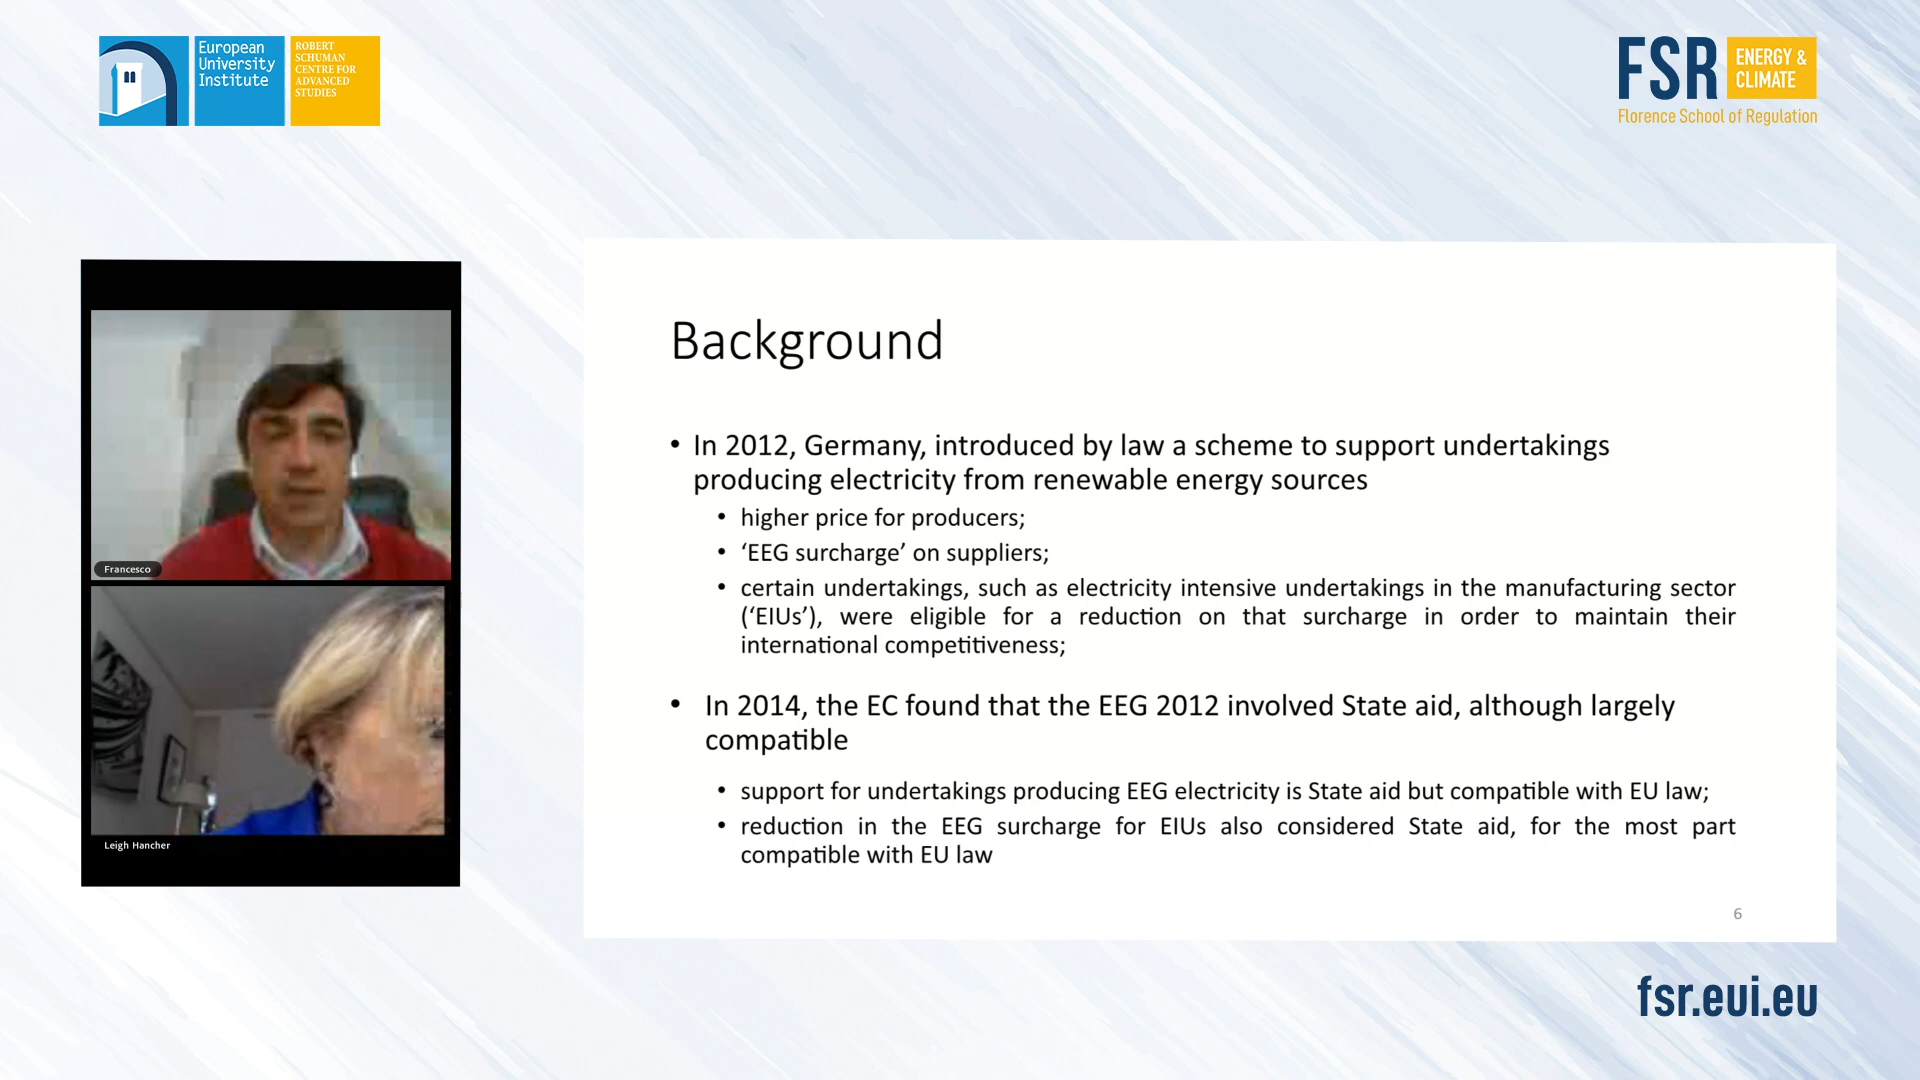 European
University
Institute
ROBERT
SCHUMAN
CENTRE FOR
ADVANCED
STUDIES
FSR
ENERGY &
CLIMATE
Florence School of Regulation
Francesco
Leigh Hancher
Background
• In 2012, Germany, introduced by law a scheme to support undertakings
producing electricity from renewable energy sources
• higher price for producers;
• ‘EEG surcharge’ on suppliers;
• certain undertakings, such as electricity intensive undertakings in the manufacturing sector
(‘EIUs’), were eligible for a reduction on that surcharge in order to maintain their
international competitiveness;
• In 2014, the EC found that the EEG 2012 involved State aid, although largely
compatible
• support for undertakings producing EEG electricity is State aid but compatible with EU law;
• reduction in the EEG surcharge for EIUs also considered State aid, for the most part
compatible with EU law
6
fsr.eui.eu